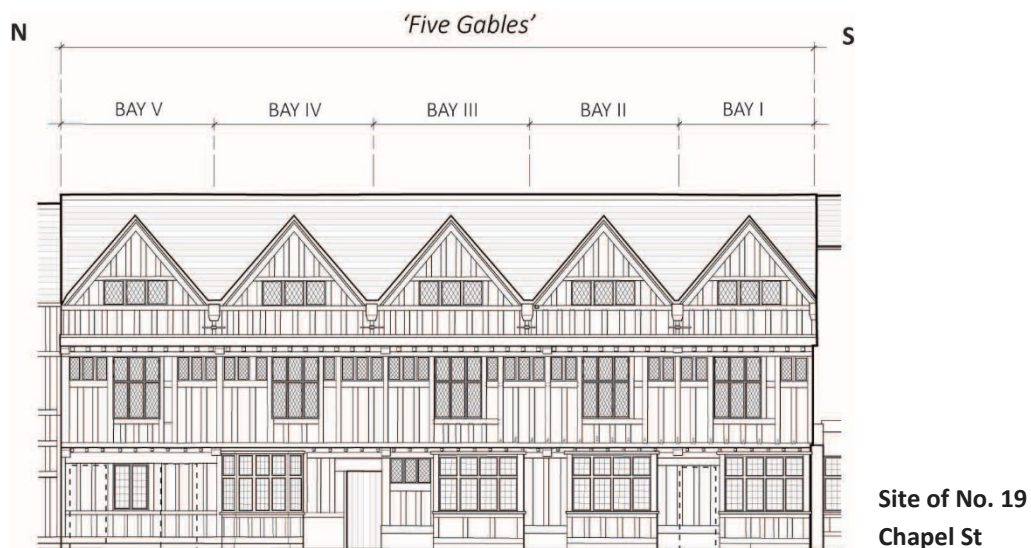 'Five Gables'
N
S
BAY V BAY IV BAY III BAY II BAY I
Site of No. 19
Chapel St